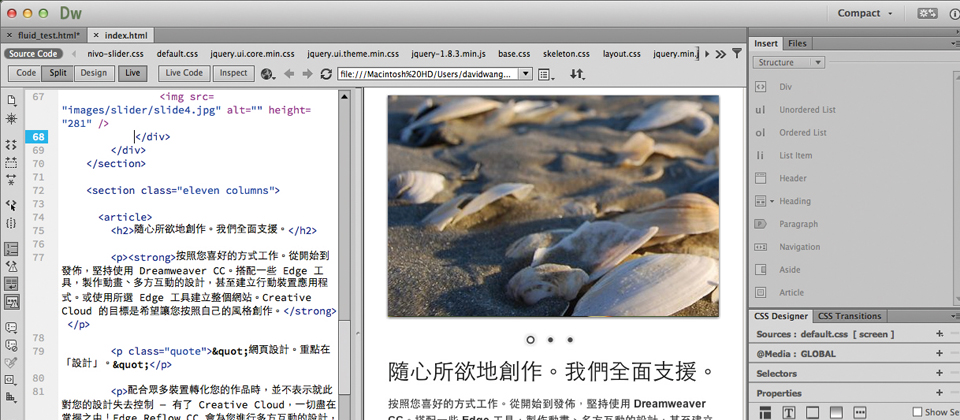 Dw
Compact
fluid_test.html*
index.html
Source Code
nivo-slider.css
default.css
jquery.ui.core.min.css
jquery.ui.theme.min.css
jquery-1.8.3.min.js
base.css
skeleton.css
layout.css
jquery.min.j
Code
Split
Design
Live
Live Code
Inspect
file:///Macintosh%20HD/Users/davidwang...
67 <img src=
"images/slider/slide4.jpg" alt="" height=
"281" />
68 </div>
69 </div>
70 </section>
71
72 <section class="eleven columns">
73
74 <article>
75 <h2>隨心所欲地創作。我們全面支援。</h2>
76
77 <p><strong>按照您喜好的方式工作。從開始到
發佈，堅持使用 Dreamweaver CC。搭配一些 Edge 工
具，製作動畫、多方互動的設計，甚至建立行動裝置應用程
式。或使用所選 Edge 工具建立整個網站。Creative
Cloud 的目標是希望讓您按照自己的風格創作。</strong>
</p>
78
79 <p class="quote">&quot;網頁設計。重點在
「設計」。&quot;</p>
80
81 <p>配合眾多裝置轉化您的作品時，並不表示就此
對您的設計失去控制 — 有了 Creative Cloud，一切盡在
掌握之中！Edge Reflow CC 會為您進行多方互動的設計，
隨心所欲地創作。我們全面支援。
按照您喜好的方式工作。從開始到發佈，堅持使用 Dreamweaver
CC。搭配一些 Edge 工具，製作動畫、多方互動的設計，甚至建立
Insert
Files
Structure
Div
ul Unordered List
ol Ordered List
li List Item
Header
Heading
Paragraph
Navigation
Aside
Article
CSS Designer
CSS Transitions
Sources : default.css [ screen ]
@Media : GLOBAL
Selectors
Properties
T
Show Se